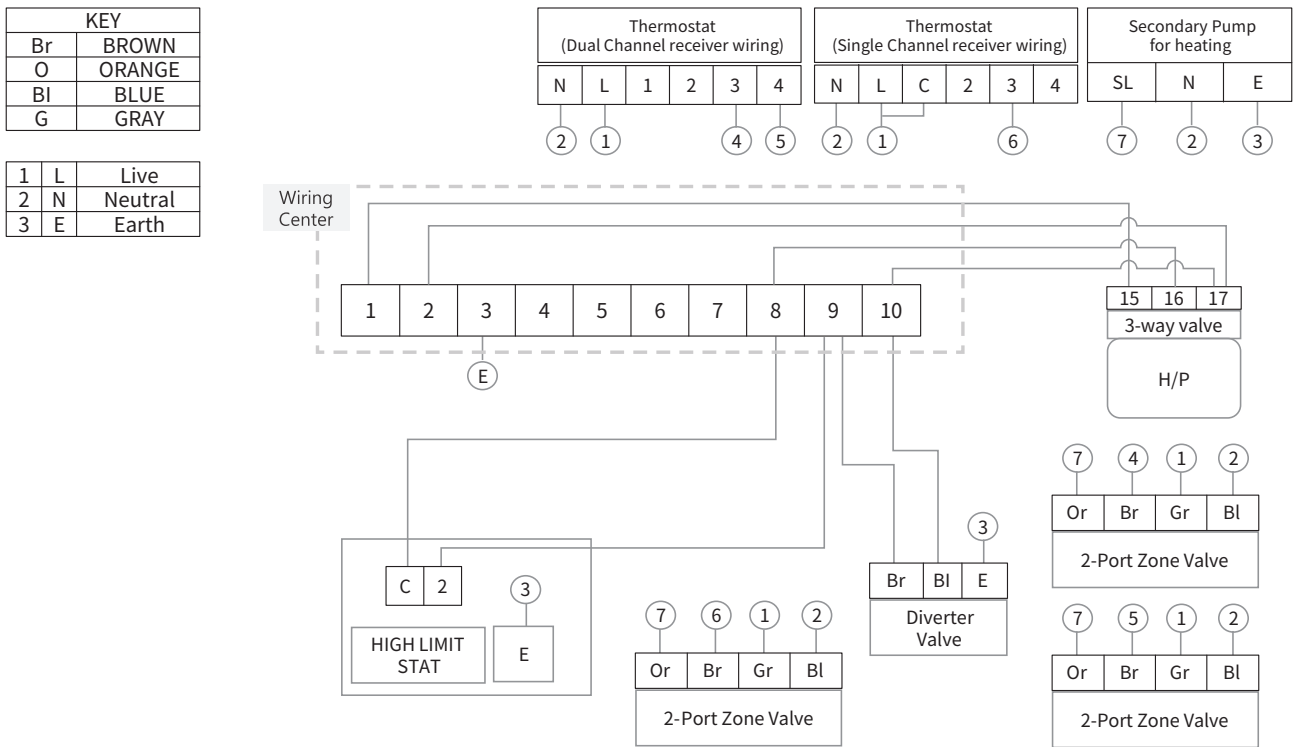 KEY
Br BROWN
O ORANGE
BI BLUE
G GRAY
1 L Live
2 N Neutral
3 E Earth
Thermostat
(Dual Channel receiver wiring)
N L 1 2 3 4
2 1 4 5
Thermostat
(Single Channel receiver wiring)
N L C 2 3 4
2 1 6
Secondary Pump
for heating
SL N E
7 2 3
Wiring
Center
1 2 3 4 5 6 7 8 9 10
E
15 16 17
3-way valve
H/P
7 4 1 2
Or Br Gr Bl
2-Port Zone Valve
C 2
HIGH LIMIT
STAT
3
E
7 6 1 2
Or Br Gr Bl
2-Port Zone Valve
3
Br BI E
Diverter
Valve
7 5 1 2
Or Br Gr Bl
2-Port Zone Valve